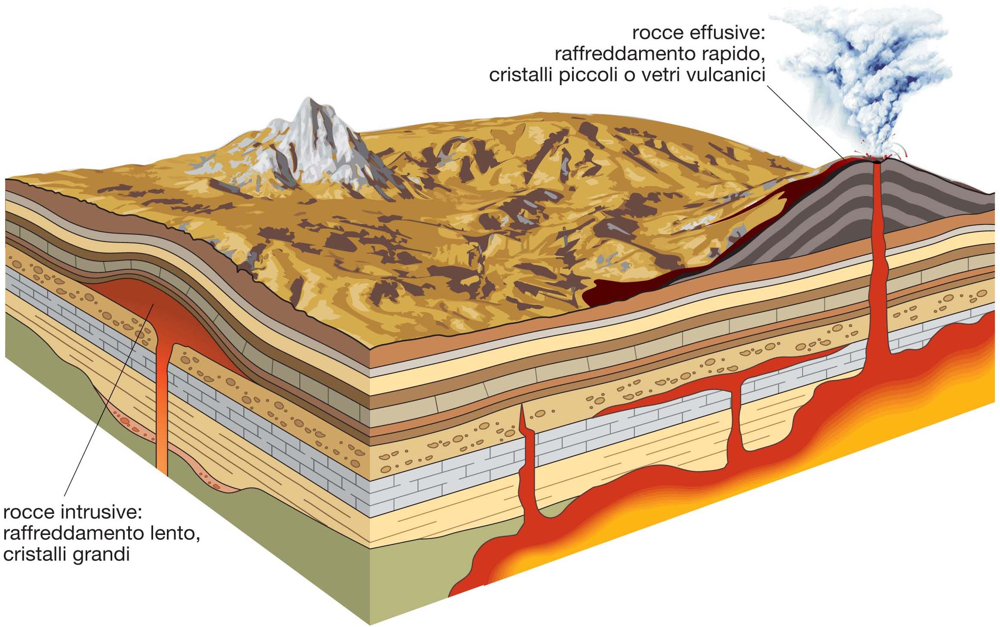 rocce effusive:
raffreddamento rapido,
cristalli piccoli o vetri vulcanici
rocce intrusive:
raffreddamento lento,
cristalli grandi